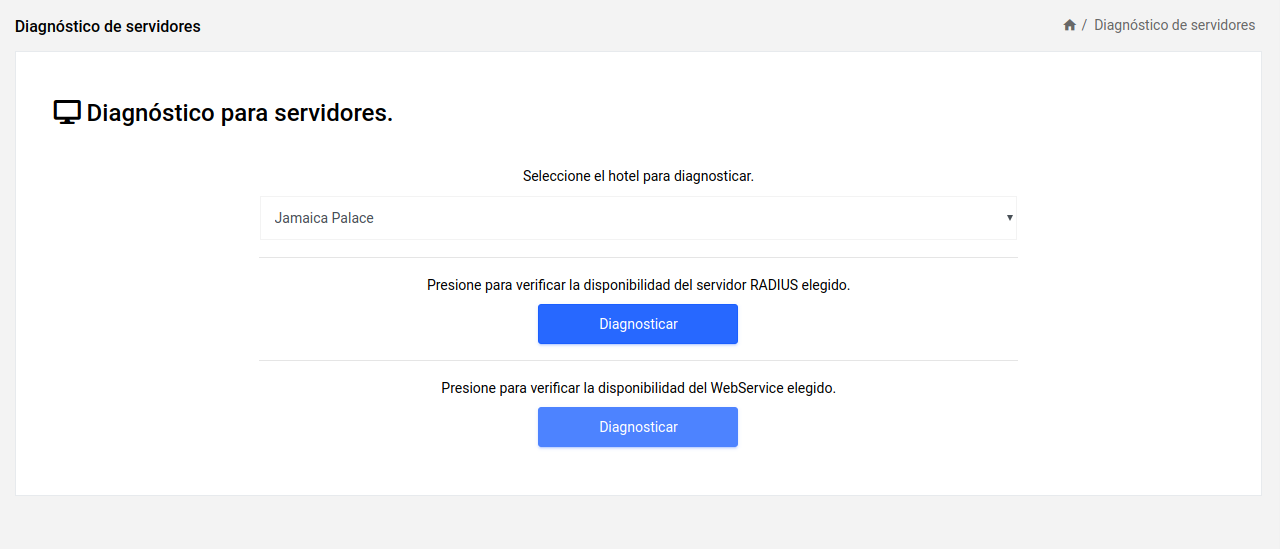 Diagnóstico de servidores
/ Diagnóstico de servidores
Diagnóstico para servidores.
Seleccione el hotel para diagnosticar.
Jamaica Palace
Presione para verificar la disponibilidad del servidor RADIUS elegido.
Diagnosticar
Presione para verificar la disponibilidad del WebService elegido.
Diagnosticar